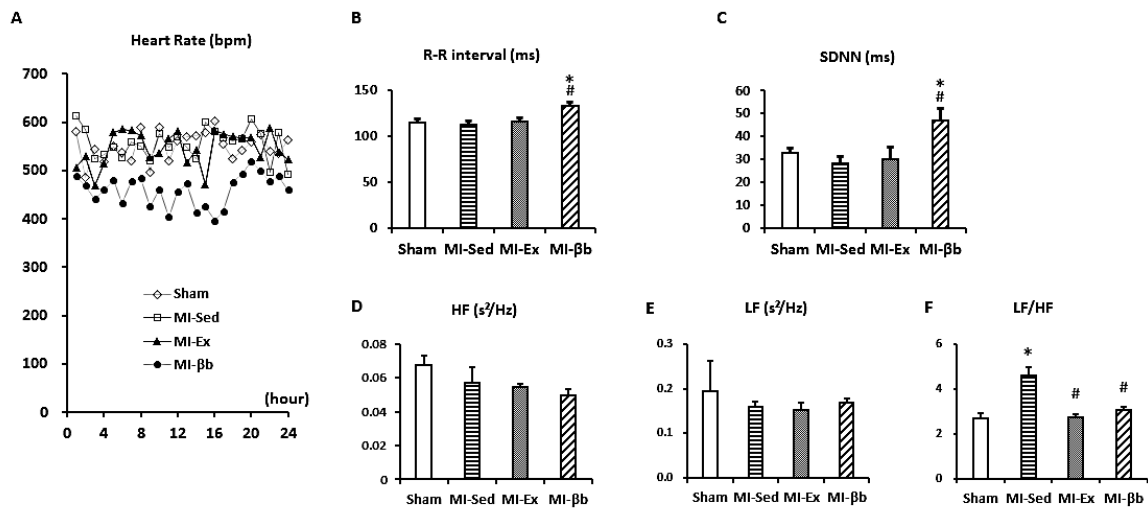 A
Heart Rate (bpm)
700
600
500
400
300
200
100
0
0 4 8 12 16 20 24
(hour)
Sham
MI-Sed
MI-Ex
MI-βb
B
R-R interval (ms)
150
100
50
0
*
#
Sham MI-Sed MI-Ex MI-βb
C
SDNN (ms)
60
50
40
30
20
10
0
*
#
Sham MI-Sed MI-Ex MI-βb
D
HF (s²/Hz)
0.08
0.06
0.04
0.02
0
Sham MI-Sed MI-Ex MI-βb
E
LF (s²/Hz)
0.3
0.2
0.1
0.0
Sham MI-Sed MI-Ex MI-βb
F
LF/HF
6
4
2
0
*
#
#
Sham MI-Sed MI-Ex MI-βb